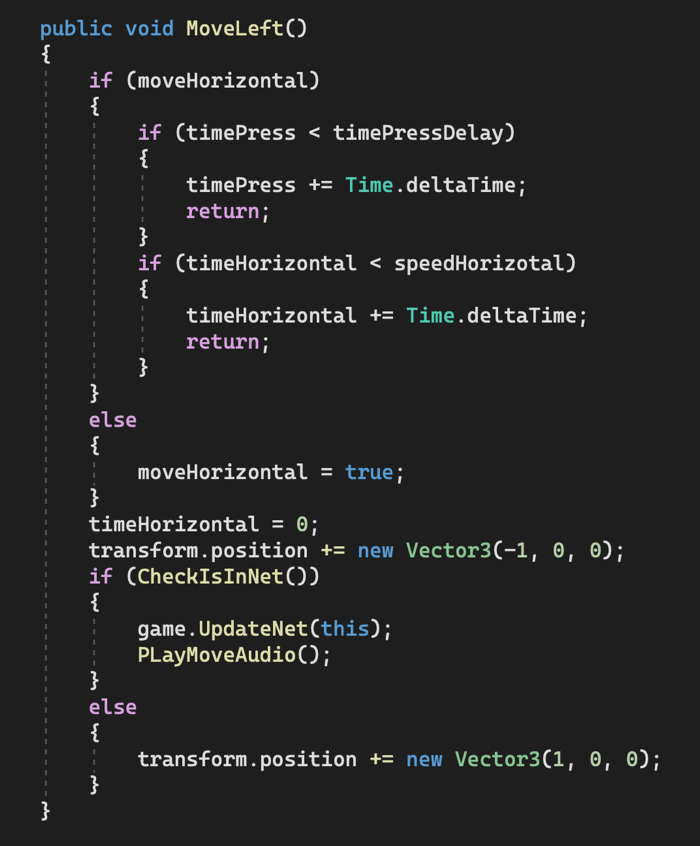 public void MoveLeft()
{
if (moveHorizontal)
{
if (timePress < timePressDelay)
{
timePress += Time.deltaTime;
return;
}
if (timeHorizontal < speedHorizotal)
{
timeHorizontal += Time.deltaTime;
return;
}
}
else
{
moveHorizontal = true;
}
timeHorizontal = 0;
transform.position += new Vector3(-1, 0, 0);
if (CheckIsInNet())
{
game.UpdateNet(this);
PLayMoveAudio();
}
else
{
transform.position += new Vector3(1, 0, 0);
}
}